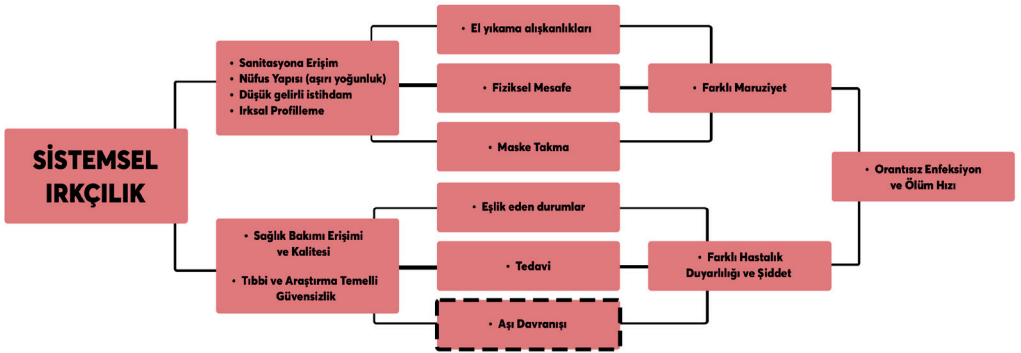 SİSTEMSEL
IRKÇILIK
• Sanitasyona Erişim
• Nüfus Yapısı (aşırı yoğunluk)
• Düşük gelirli istihdam
• Irksal Profilleme
• Sağlık Bakımı Erişimi
ve Kalitesi
• Tıbbi ve Araştırma Temelli
Güvensizlik
• El yıkama alışkanlıkları
• Fiziksel Mesafe
• Maske Takma
• Eşlik eden durumlar
• Tedavi
• Aşı Davranışı
• Farklı Maruziyet
• Farklı Hastalık
Duyarlılığı ve Şiddet
• Orantısız Enfeksiyon
ve Ölüm Hızı